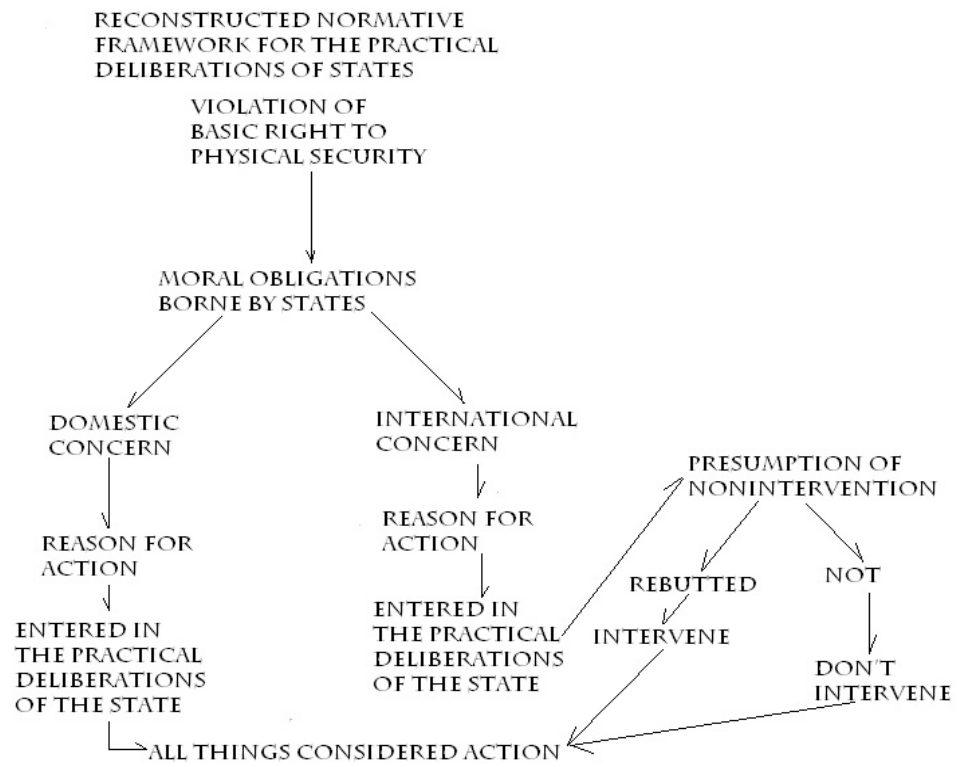 RECONSTRUCTED NORMATIVE
FRAMEWORK FOR THE PRACTICAL
DELIBERATIONS OF STATES
VIOLATION OF
BASIC RIGHT TO
PHYSICAL SECURITY
MORAL OBLIGATIONS
BORNE BY STATES
DOMESTIC
CONCERN
REASON FOR
ACTION
ENTERED IN
THE PRACTICAL
DELIBERATIONS
OF THE STATE
INTERNATIONAL
CONCERN
REASON FOR
ACTION
ENTERED IN
THE PRACTICAL
DELIBERATIONS
OF THE STATE
PRESUMPTION OF
NONINTERVENTION
REBUTTED
INTERVENE
NOT
DON'T
INTERVENE
ALL THINGS CONSIDERED ACTION